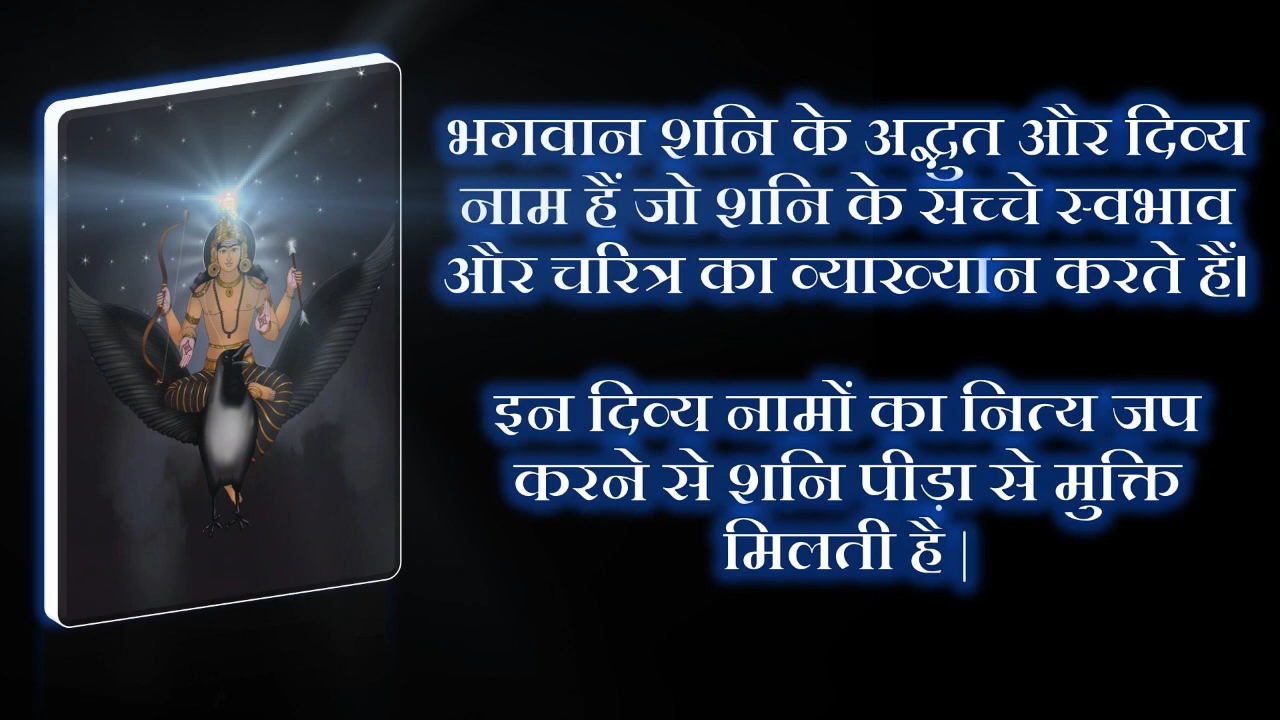 भगवान शनि के अद्भुत और दिव्य
नाम हैं जो शनि के सच्चे स्वभाव
और चरित्र का व्याख्यान करते हैं।
इन दिव्य नामों का नित्य जप
करने से शनि पीड़ा से मुक्ति
मिलती है |